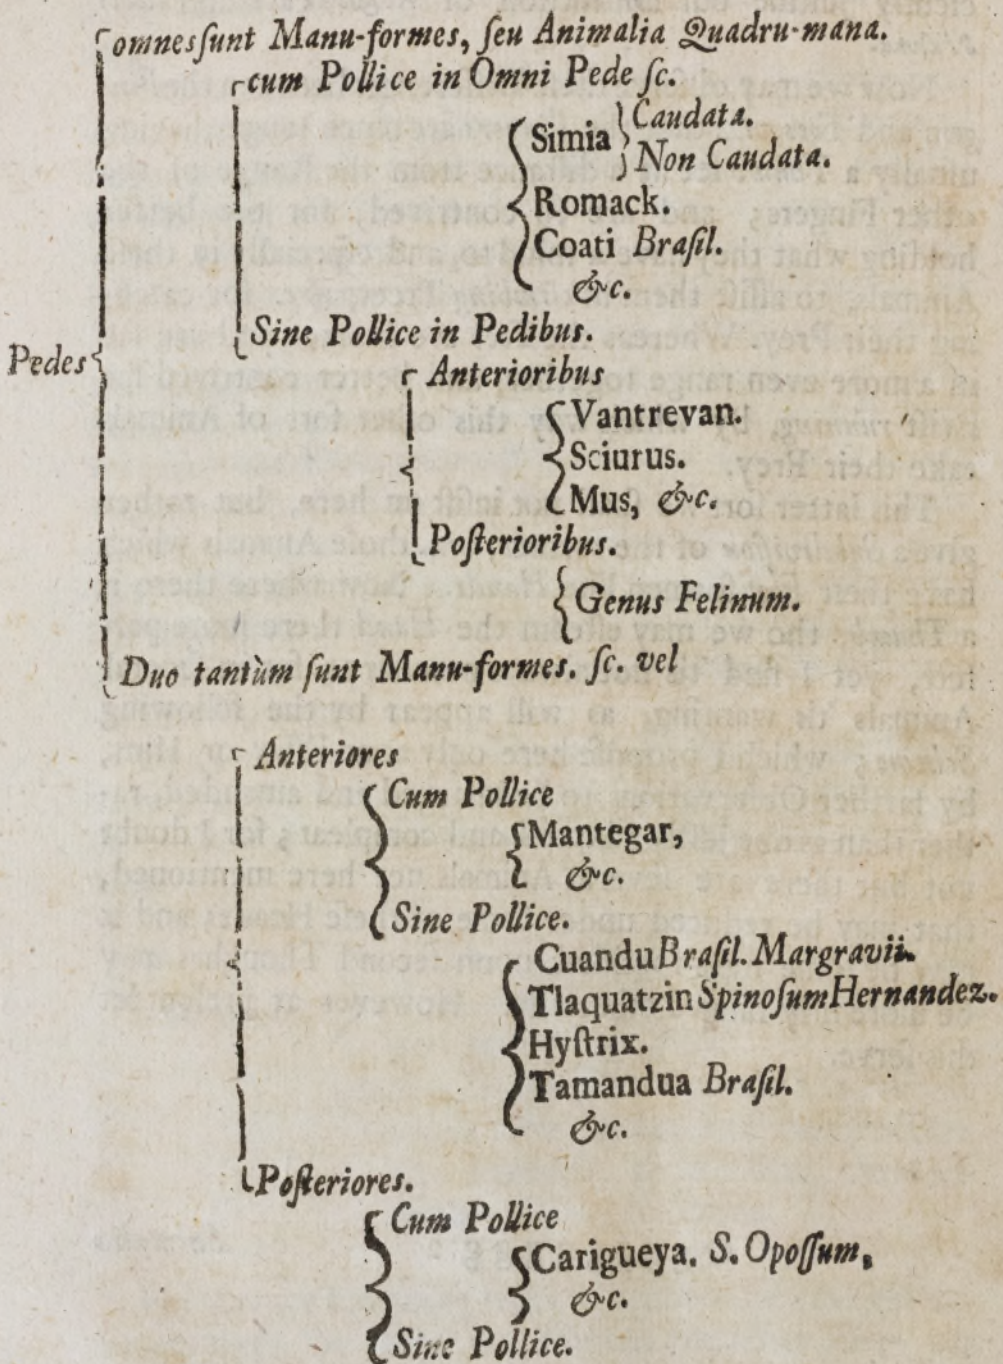 omnes ſunt Manu-formes, ſeu Animalia Quadru-mana.
cum Pollice in Omni Pede ſc.
Simia
Caudata.
Non Caudata.
Romack.
Coati Braſil.
&c.
Sine Pollice in Pedibus.
Pedes
Anterioribus
Vantrevan.
Sciurus.
Mus, &c.
Poſterioribus.
Genus Felinum.
Duo tantùm ſunt Manu-formes. ſc. vel
Anteriores
Cum Pollice
Mantegar,
&c.
Sine Pollice.
Cuandu Braſil. Margravii.
Tlaquatzin Spinoſum Hernandez.
Hyſtrix.
Tamandua Braſil.
&c.
Poſteriores.
Cum Pollice
Carigueya. S. Opoſſum,
&c.
Sine Pollice.